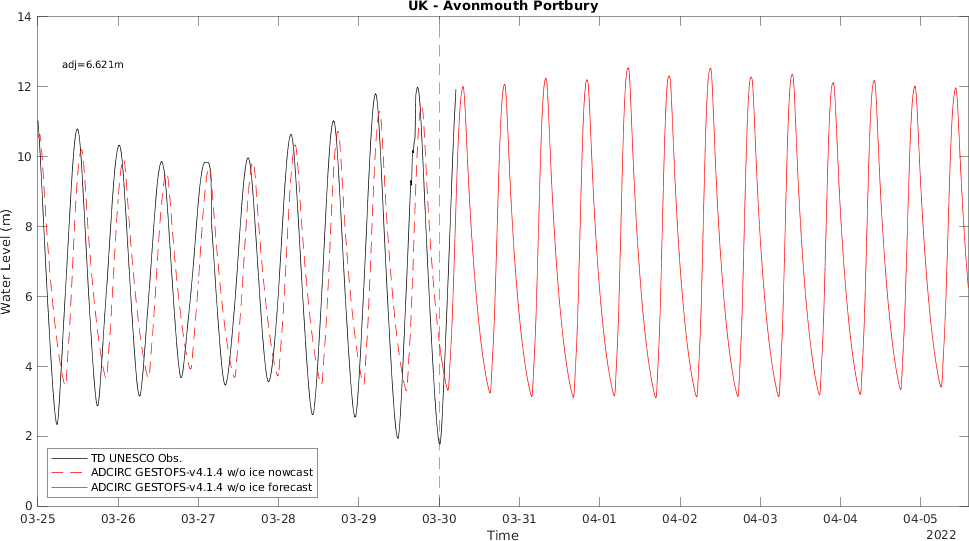 UK - Avonmouth Portbury
adj=6.621m
14
12
10
8
6
4
2
0
Water Level (m)
TD UNESCO Obs.
ADCIRC GESTOFS-v4.1.4 w/o ice nowcast
ADCIRC GESTOFS-v4.1.4 w/o ice forecast
03-25 03-26 03-27 03-28 03-29 03-30 03-31 04-01 04-02 04-03 04-04 04-05
Time
2022